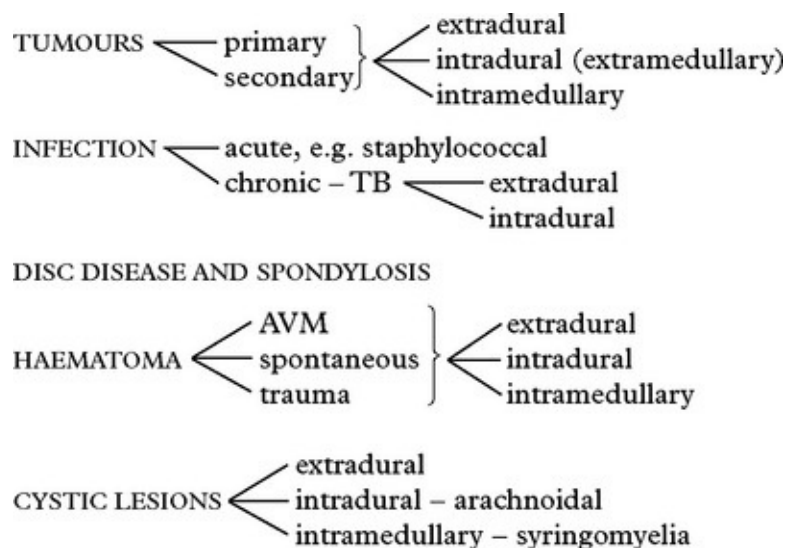 extradural
TUMOURS primary intradural (extramedullary)
secondary
intramedullary
INFECTION acute, e.g. staphylococcal
chronic – TB extradural
intradural
DISC DISEASE AND SPONDYLOSIS
AVM extradural
HAEMATOMA spontaneous intradural
trauma intramedullary
extradural
CYSTIC LESIONS intradural – arachnoidal
intramedullary – syringomyelia